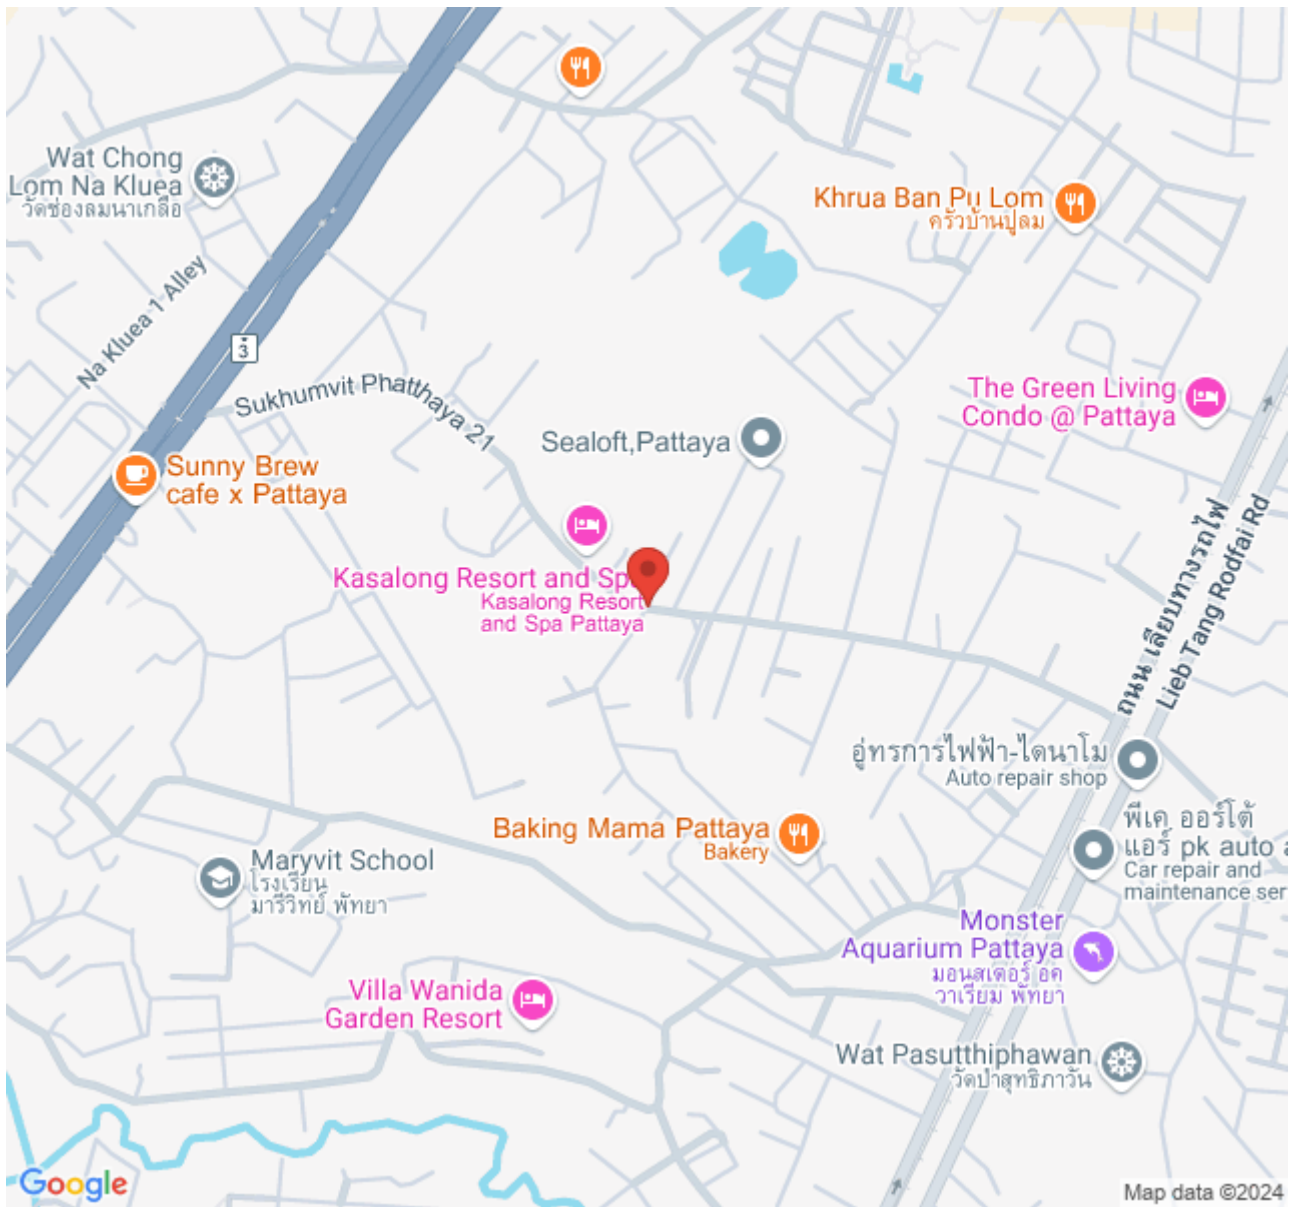 Wat Chong
Lom Na Kluea
วัดช่องลมนาเกลือ
Khrua Ban Pu Lom
ครัวบ้านปูลม
Na Kluea 1 Alley
3
Sukhumvit Phatthaya 21
The Green Living
Condo @ Pattaya
Sealoft,Pattaya
Sunny Brew
cafe x Pattaya
Kasalong Resort and Spa
Kasalong Resort
and Spa Pattaya
ถนน เลียบทางรถไฟ
Lieb Tang Rodfai Rd
อู่ทรการไฟฟ้า-ไดนาโม
Auto repair shop
พีเค ออร์โต้
แอร์ pk auto a
Car repair and
maintenance ser
Baking Mama Pattaya
Bakery
Maryvit School
โรงเรียน
มารีวิทย์ พัทยา
Monster
Aquarium Pattaya
มอนสเตอร์ อค
วาเรียม พัทยา
Villa Wanida
Garden Resort
Wat Pasutthiphawan
วัดป่าสุทธิภาวัน
Google
Map data ©2024